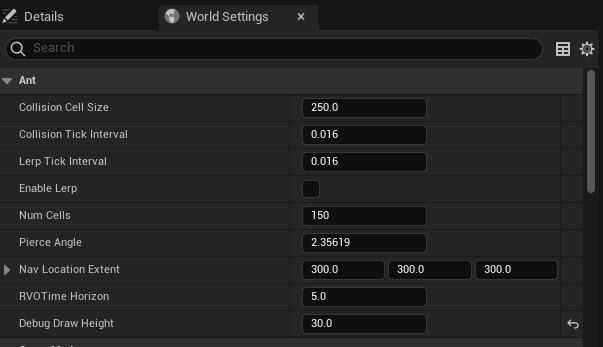 Details
World Settings
Search
Ant
Collision Cell Size 250.0
Collision Tick Interval 0.016
Lerp Tick Interval 0.016
Enable Lerp
Num Cells 150
Pierce Angle 2.35619
Nav Location Extent 300.0 300.0 300.0
RVOTime Horizon 5.0
Debug Draw Height 30.0